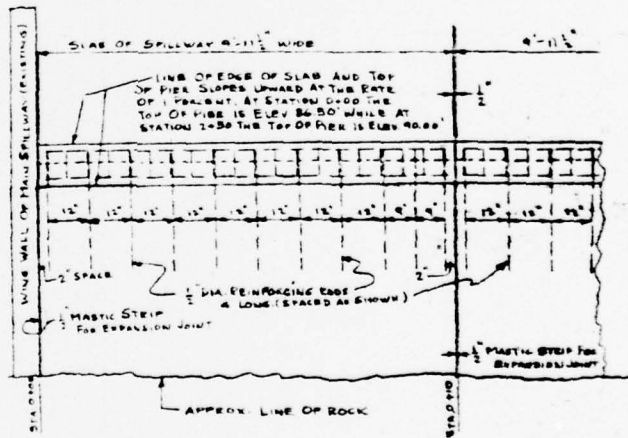 SLAB OF SPILLWAY 9'-11½" WIDE
9'-11½"
LINE OF EDGE OF SLAB AND TOP
OF PIER SLOPES UPWARD AT THE RATE
OF 1 PERCENT. AT STATION 0+00 THE
TOP OF PIER IS ELEV 86.50' WHILE AT
STATION 2+50 THE TOP OF PIER IS ELEV. 90.00'
½"
WING WALL OF MAIN SPILLWAY (EXISTING)
12" 12" 12" 12" 12" 12" 12" 12" 9" 9" 12" 12"
2" SPACE
2"
½" DIA. REINFORCING RODS
LONG. (SPACED AS SHOWN)
½" MASTIC STRIP
FOR EXPANSION JOINT
½" MASTIC STRIP FOR
EXPANSION JOINT
STA. 0+00
APPROX. LINE OF ROCK
STA. 0+10